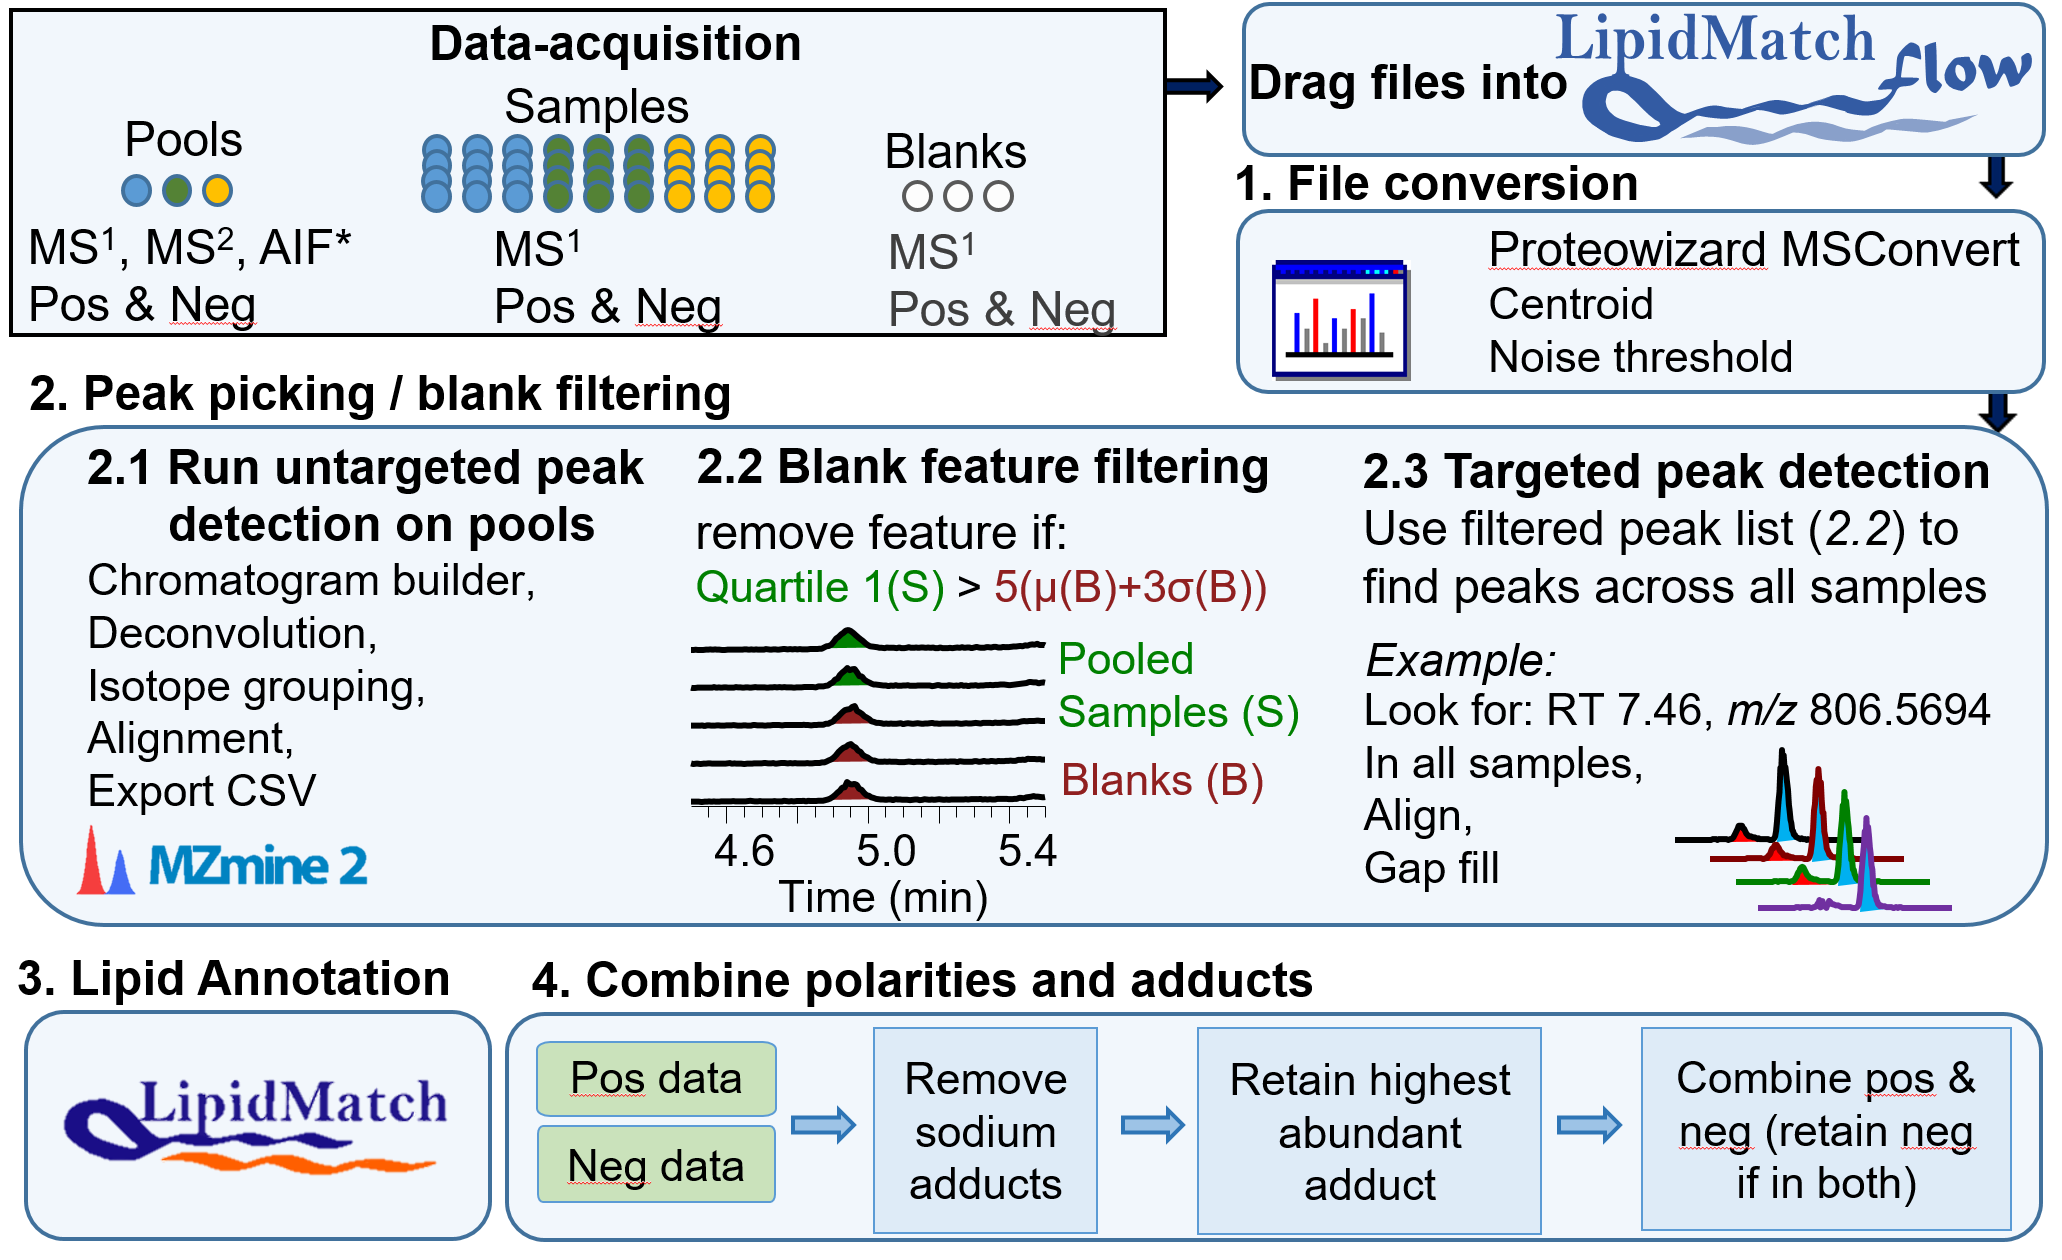 Data-acquisition
Samples
Pools
Blanks
MS¹, MS², AIF*
Pos & Neg
MS¹
Pos & Neg
MS¹
Pos & Neg
Drag files into
LipidMatch
flow
1. File conversion
Proteowizard MSConvert
Centroid
Noise threshold
2. Peak picking / blank filtering
2.1 Run untargeted peak
detection on pools
Chromatogram builder,
Deconvolution,
Isotope grouping,
Alignment,
Export CSV
MZmine 2
2.2 Blank feature filtering
remove feature if:
Quartile 1(S) > 5(μ(B)+3σ(B))
Pooled
Samples (S)
Blanks (B)
4.6 5.0 5.4
Time (min)
2.3 Targeted peak detection
Use filtered peak list (2.2) to
find peaks across all samples
Example:
Look for: RT 7.46, m/z 806.5694
In all samples,
Align,
Gap fill
3. Lipid Annotation
LipidMatch
4. Combine polarities and adducts
Pos data
Neg data
Remove
sodium
adducts
Retain highest
abundant
adduct
Combine pos &
neg (retain neg
if in both)